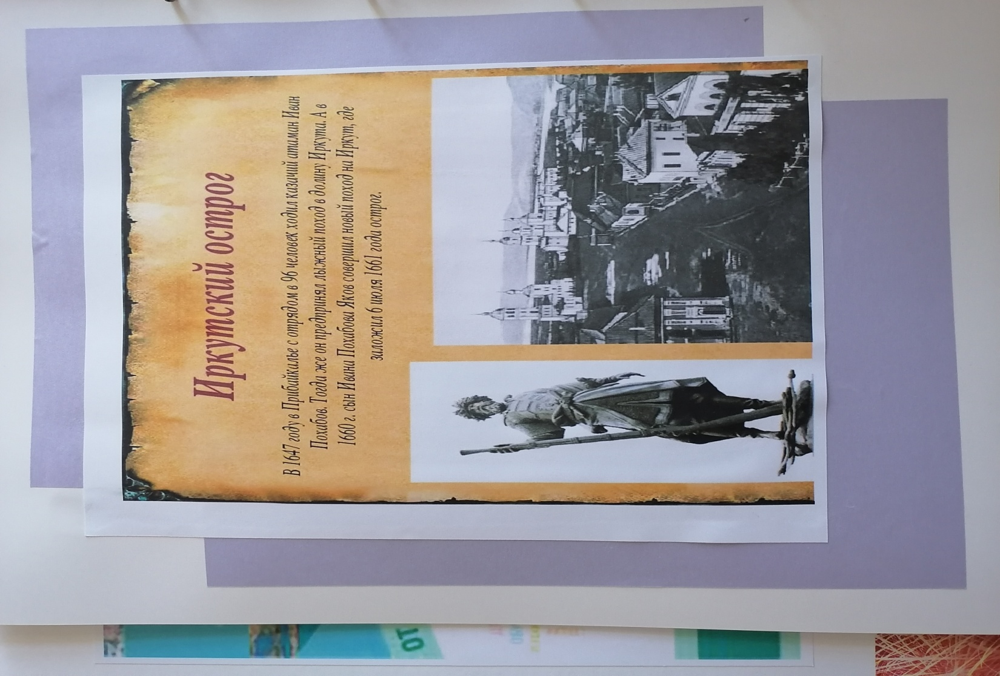 Иркутский острог
В 1647 году в Прибайкалье с отрядом в 96 человек ходил казачий атаман Иван
Похабов. Тогда же он предпринял лыжный поход в долину Иркута. А в
1660 г. сын Ивана Похабова Яков совершил новый поход на Иркут, где
заложил 6 июля 1661 года острог.
ОТ